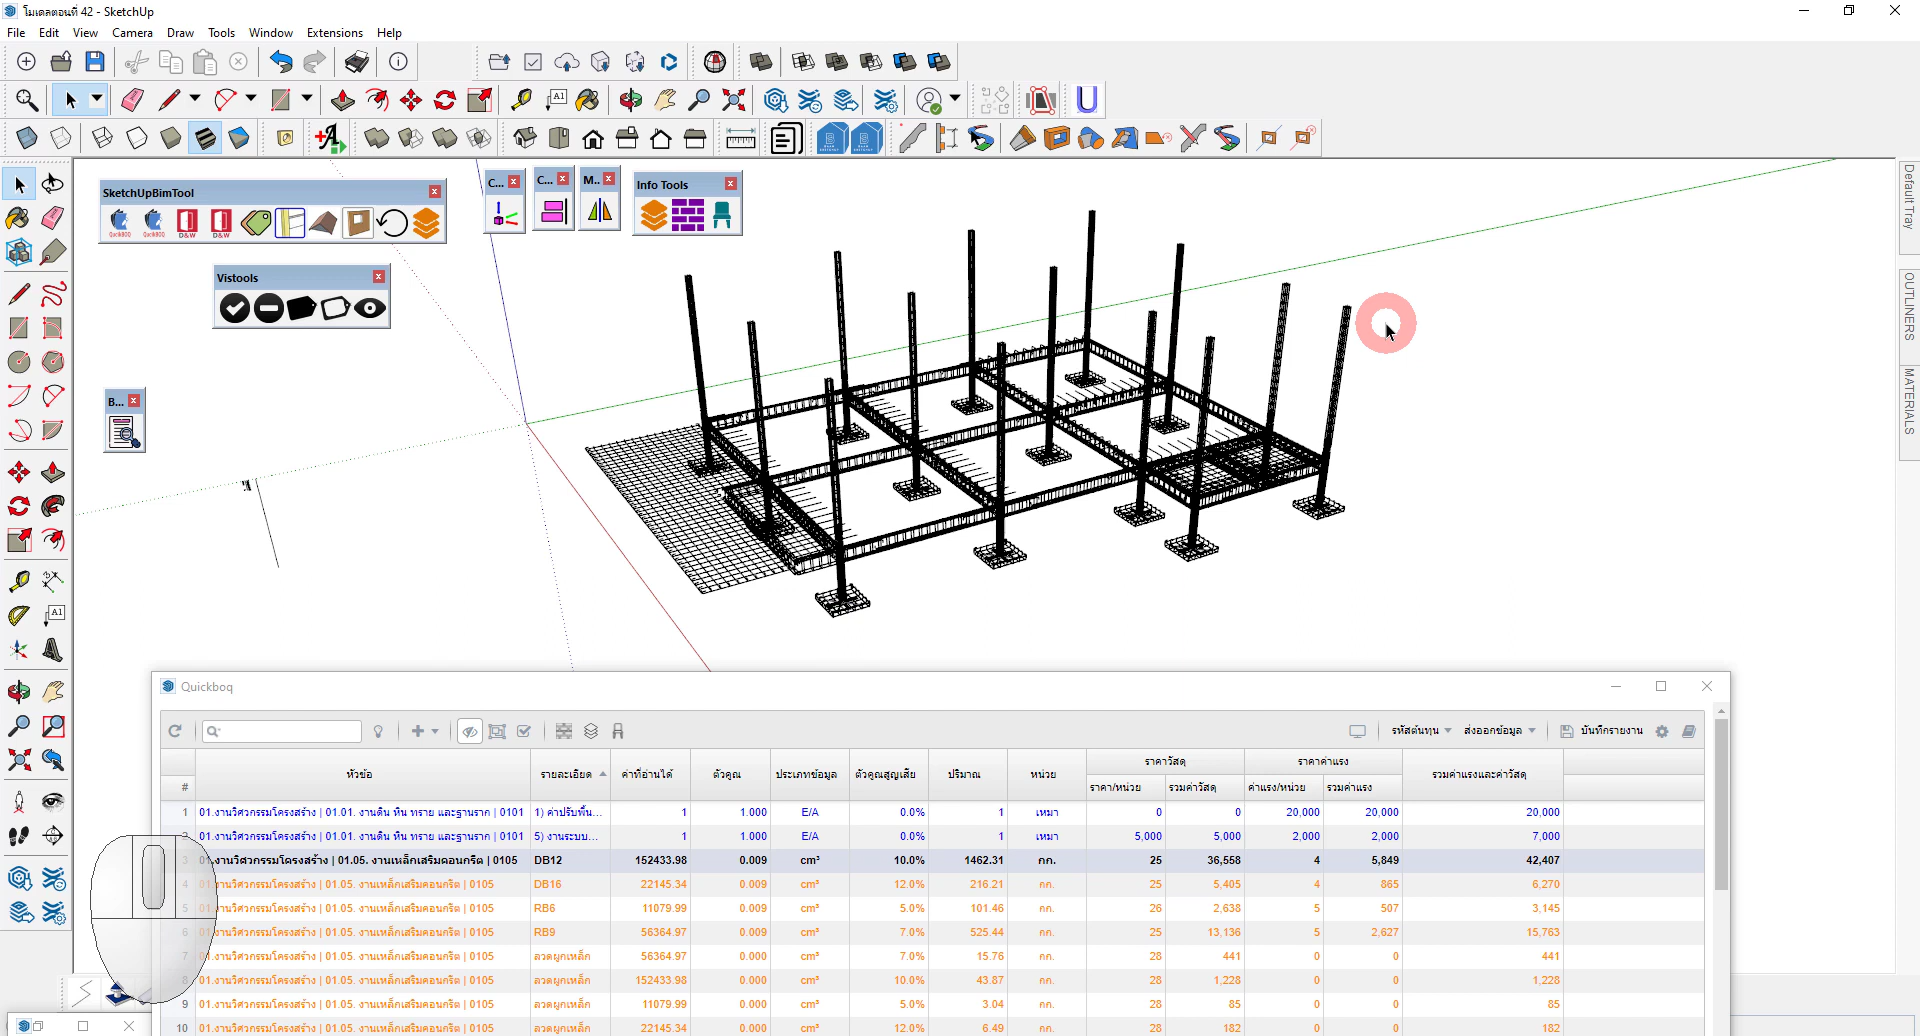 โมเดลตอนที่ 42 - SketchUp
File Edit View Camera Draw Tools Window Extensions Help
SketchUpBimTool
C...
C...
M..
Info Tools
QuickBOQ QuickBOQ D&W D&W
Vistools
B...
Default Tray
OUTLINERS
MATERIALS
Quickboq
รหัสต้นทุน ส่งออกข้อมูล บันทึกรายงาน
# หัวข้อ รายละเอียด ค่าที่อ่านได้ ตัวคูณ ประเภทข้อมูล ตัวคูณสูญเสีย ปริมาณ หน่วย ราคาวัสดุ ราคาค่าแรง รวมค่าแรงและค่าวัสดุ
ราคา/หน่วย รวมค่าวัสดุ ค่าแรง/หน่วย รวมค่าแรง
1 01.งานวิศวกรรมโครงสร้าง | 01.01. งานดิน หิน ทราย และฐานราก | 0101 1) ค่าปรับพื้น... 1 1.000 E/A 0.0% 1 เหมา 0 0 20,000 20,000 20,000
2 01.งานวิศวกรรมโครงสร้าง | 01.01. งานดิน หิน ทราย และฐานราก | 0101 5) งานระบบ... 1 1.000 E/A 0.0% 1 เหมา 5,000 5,000 2,000 2,000 7,000
3 01.งานวิศวกรรมโครงสร้าง | 01.05. งานเหล็กเสริมคอนกรีต | 0105 DB12 152433.98 0.009 cm³ 10.0% 1462.31 กก. 25 36,558 4 5,849 42,407
4 01.งานวิศวกรรมโครงสร้าง | 01.05. งานเหล็กเสริมคอนกรีต | 0105 DB16 22145.34 0.009 cm³ 12.0% 216.21 กก. 25 5,405 4 865 6,270
5 01.งานวิศวกรรมโครงสร้าง | 01.05. งานเหล็กเสริมคอนกรีต | 0105 RB6 11079.99 0.009 cm³ 5.0% 101.46 กก. 26 2,638 5 507 3,145
6 01.งานวิศวกรรมโครงสร้าง | 01.05. งานเหล็กเสริมคอนกรีต | 0105 RB9 56364.97 0.009 cm³ 7.0% 525.44 กก. 25 13,136 5 2,627 15,763
7 01.งานวิศวกรรมโครงสร้าง | 01.05. งานเหล็กเสริมคอนกรีต | 0105 ลวดผูกเหล็ก 56364.97 0.000 cm³ 7.0% 15.76 กก. 28 441 0 0 441
8 01.งานวิศวกรรมโครงสร้าง | 01.05. งานเหล็กเสริมคอนกรีต | 0105 ลวดผูกเหล็ก 152433.98 0.000 cm³ 10.0% 43.87 กก. 28 1,228 0 0 1,228
9 01.งานวิศวกรรมโครงสร้าง | 01.05. งานเหล็กเสริมคอนกรีต | 0105 ลวดผูกเหล็ก 11079.99 0.000 cm³ 5.0% 3.04 กก. 28 85 0 0 85
10 01.งานวิศวกรรมโครงสร้าง | 01.05. งานเหล็กเสริมคอนกรีต | 0105 ลวดผูกเหล็ก 22145.34 0.000 cm³ 12.0% 6.49 กก. 28 182 0 0 182